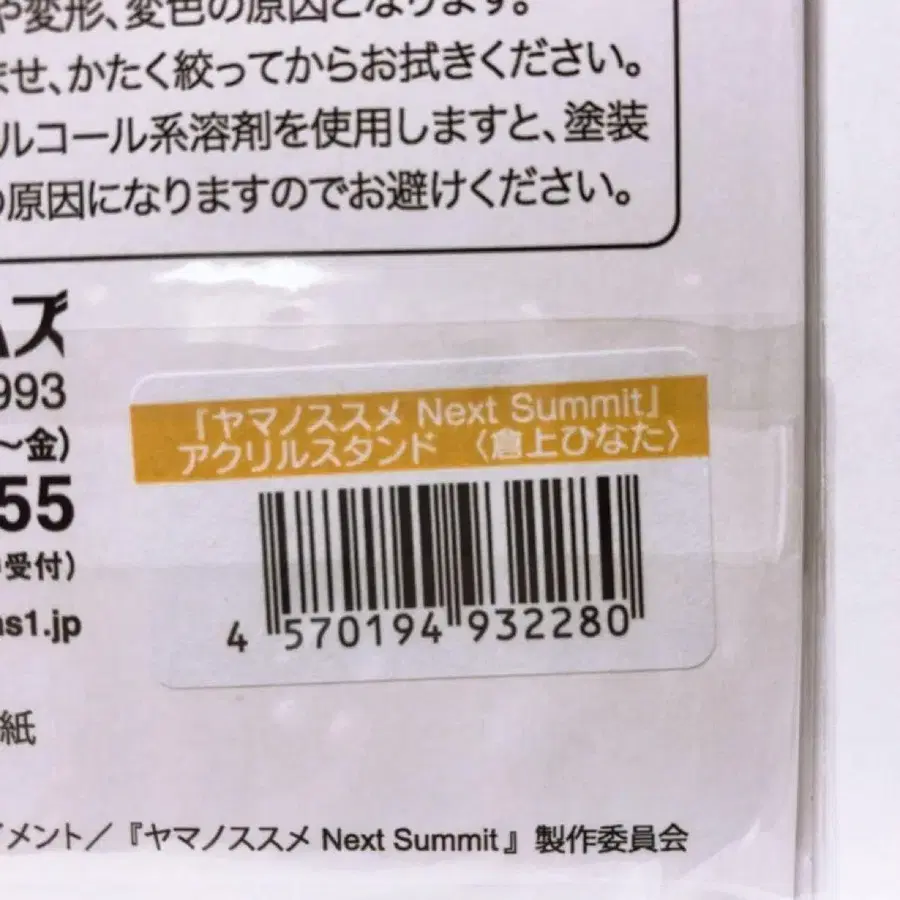 や変形、変色の原因となります。
ませ、かたく絞ってからお拭きください。
ルコール系溶剤を使用しますと、塗装
の原因になりますのでお避けください。
ムズ
993
～金)
55
受付)
ns1.jp
『ヤマノススメ Next Summit』
アクリルスタンド 〈倉上ひなた〉
4 570194 932280
紙
メント/『ヤマノススメ Next Summit 』製作委員会